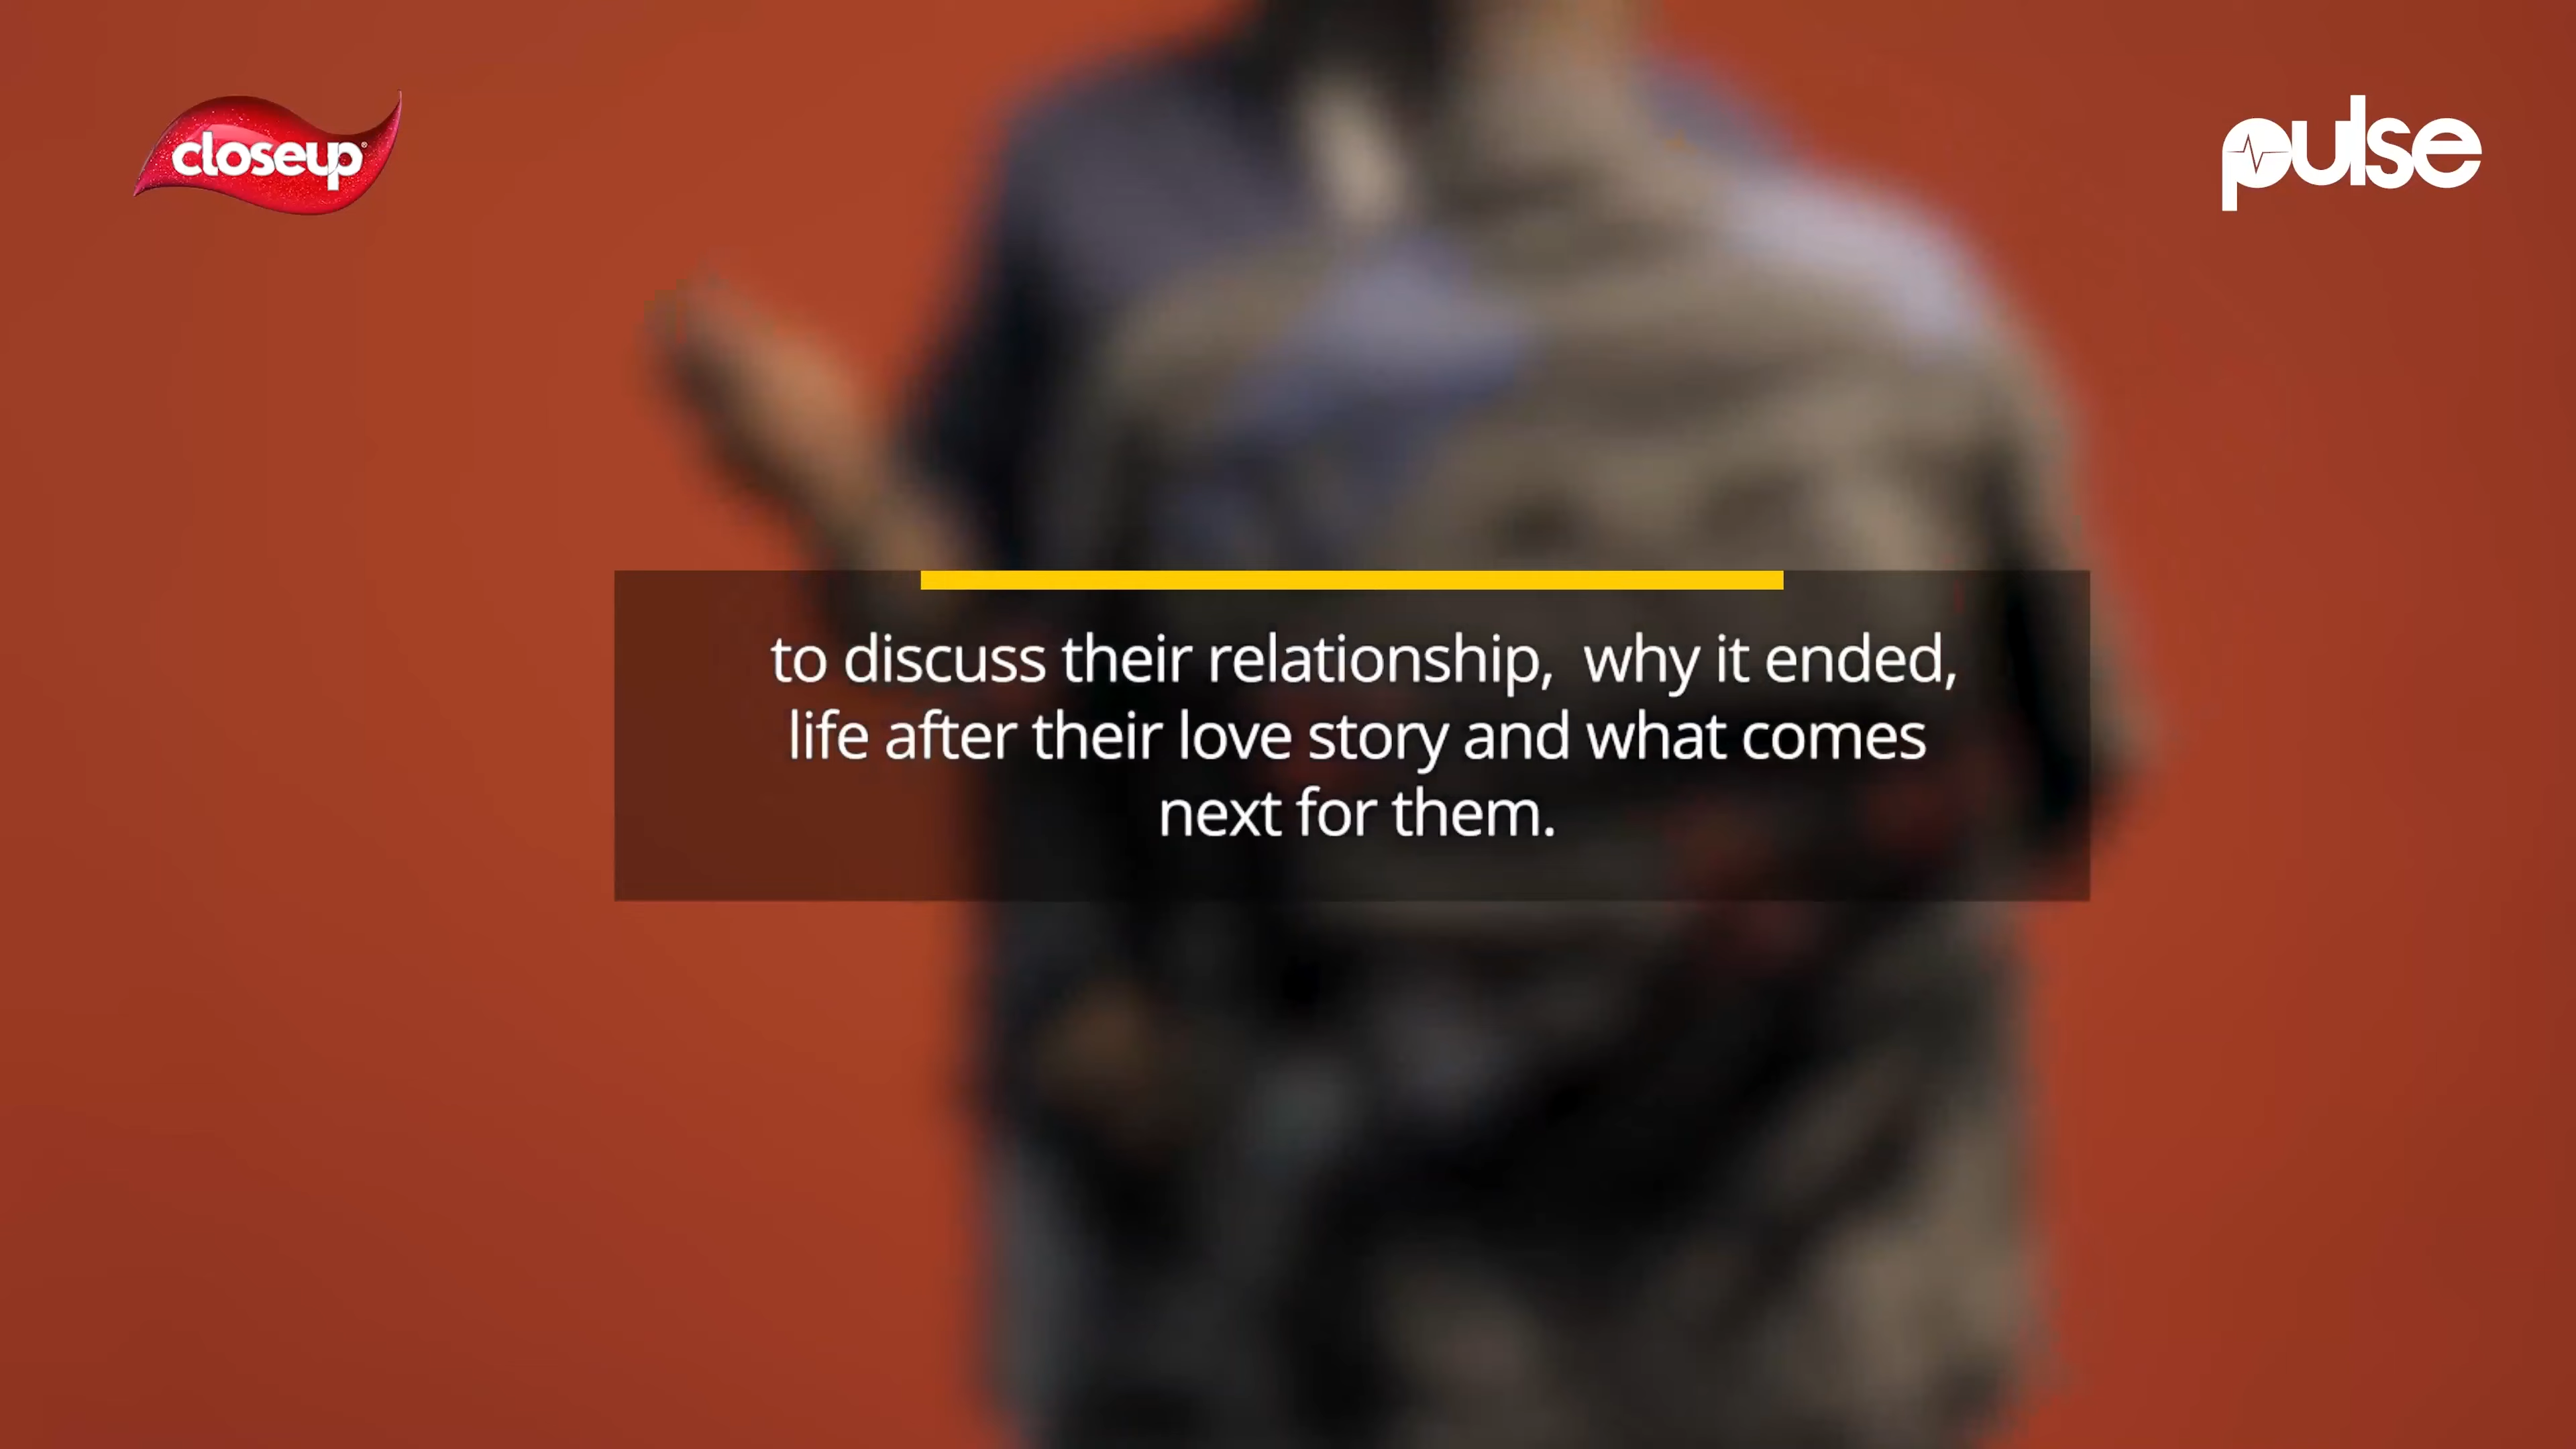 closeup
pulse
to discuss their relationship,  why it ended,
life after their love story and what comes
next for them.